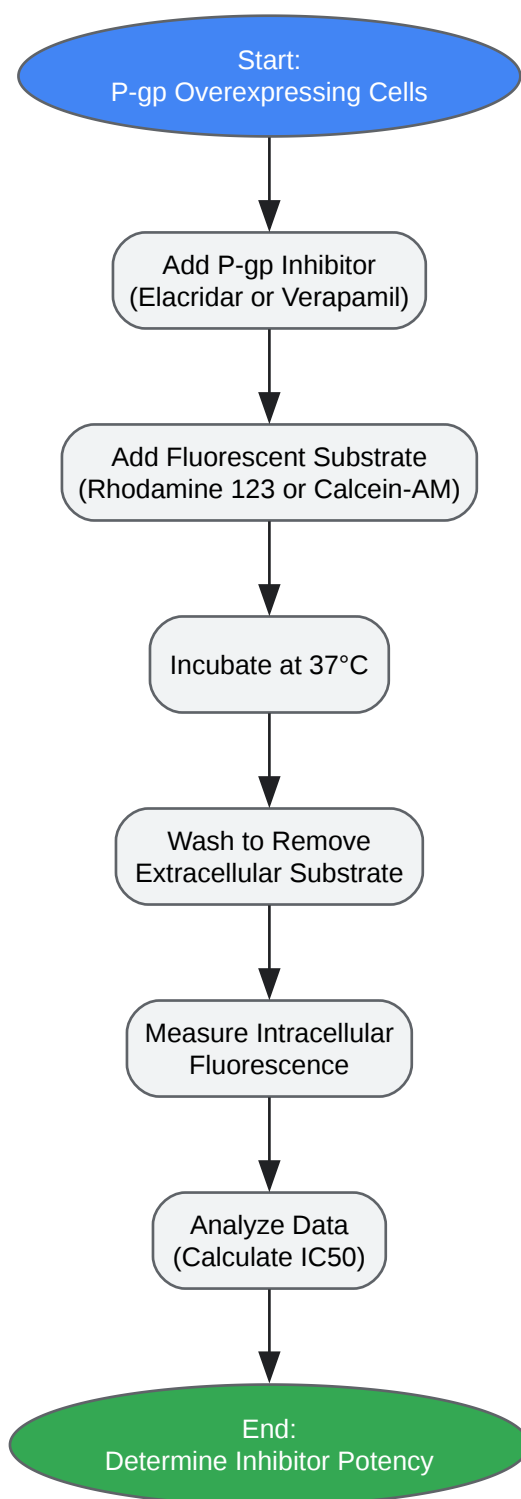 Start:
P-gp Overexpressing Cells
Add P-gp Inhibitor
(Elacridar or Verapamil)
Add Fluorescent Substrate
(Rhodamine 123 or Calcein-AM)
Incubate at 37°C
Wash to Remove
Extracellular Substrate
Measure Intracellular
Fluorescence
Analyze Data
(Calculate IC50)
End:
Determine Inhibitor Potency